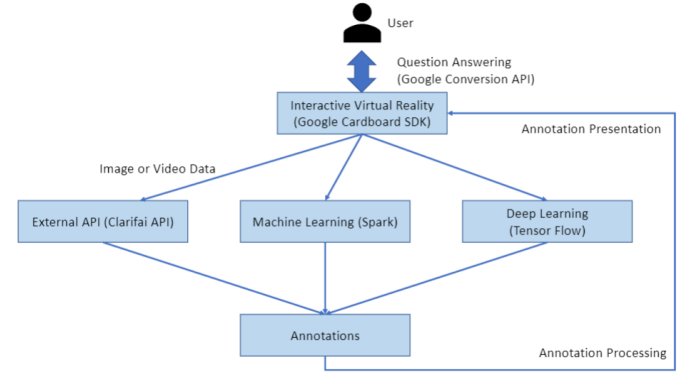 User
Question Answering
(Google Conversion API)
Interactive Virtual Reality
(Google Cardboard SDK)
Annotation Presentation
Image or Video Data
External API (Clarifai API)
Machine Learning (Spark)
Deep Learning
(Tensor Flow)
Annotations
Annotation Processing